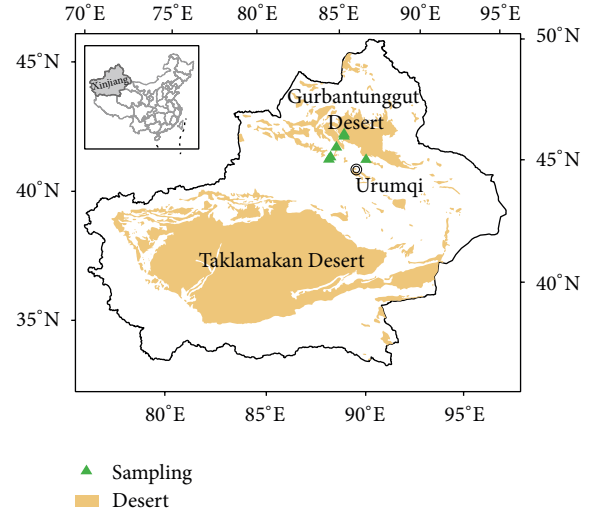 70˚E 75˚E 80˚E 85˚E 90˚E 95˚E
45˚N
50˚N
Xinjiang
Gurbantunggut
Desert
45˚N
40˚N
Urumqi
Taklamakan Desert
40˚N
35˚N
80˚E 85˚E 90˚E 95˚E
Sampling
Desert